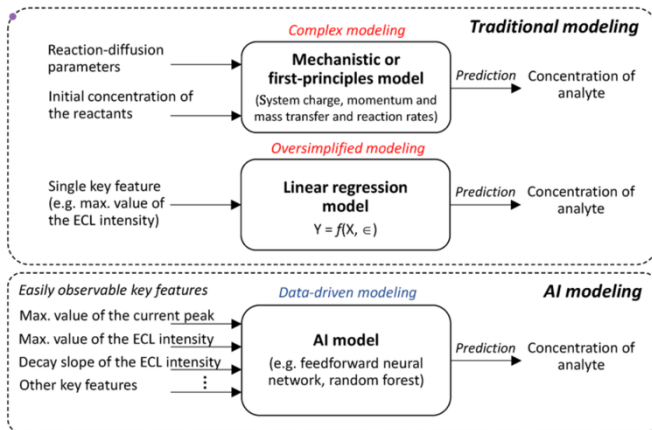 Complex modeling
Traditional modeling
Reaction-diffusion
parameters
Initial concentration of
the reactants
Mechanistic or
first-principles model
(System charge, momentum and
mass transfer and reaction rates)
Prediction
Concentration of
analyte
Oversimplified modeling
Single key feature
(e.g. max. value of
the ECL intensity)
Linear regression
model
Y = f(X, ∈)
Prediction
Concentration of
analyte
Easily observable key features
Data-driven modeling
AI modeling
Max. value of the current peak
Max. value of the ECL intensity
Decay slope of the ECL intensity
Other key features
⋮
AI model
(e.g. feedforward neural
network, random forest)
Prediction
Concentration of
analyte